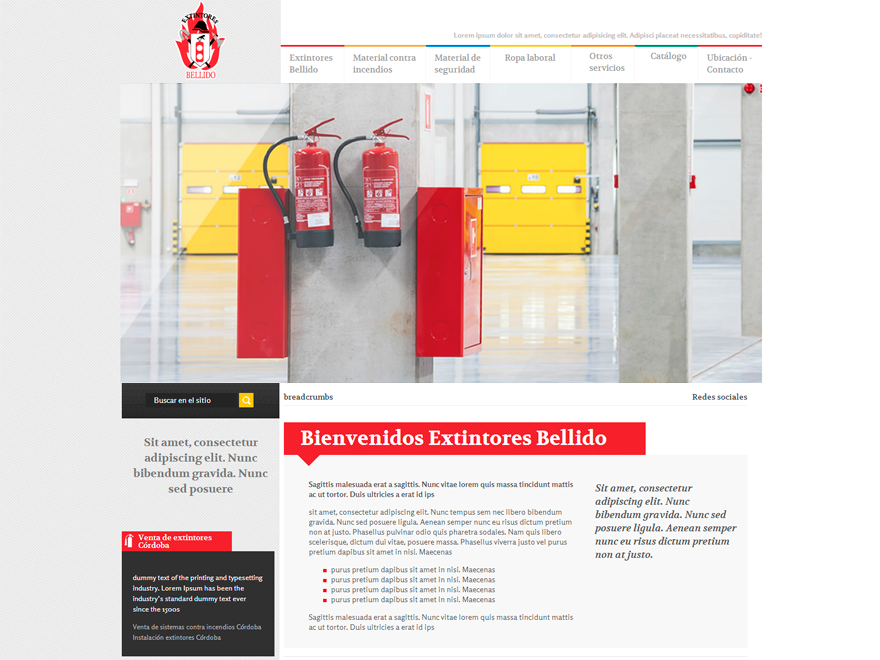 EXTINTORES
BELLIDO
Lorem ipsum dolor sit amet, consectetur adipisicing elit. Adipisci placeat necessitatibus, cupiditate!
Extintores
Bellido
Material contra
incendios
Material de
seguridad
Ropa laboral
Otros
servicios
Catálogo
Ubicación -
Contacto
Buscar en el sitio
breadcrumbs
Redes sociales
Sit amet, consectetur
adipiscing elit. Nunc
bibendum gravida. Nunc
sed posuere
Venta de extintores
Córdoba
dummy text of the printing and typesetting
industry. Lorem Ipsum has been the
industry's standard dummy text ever
since the 1500s
Venta de sistemas contra incendios Córdoba
Instalación extintores Córdoba
Bienvenidos Extintores Bellido
Sagittis malesuada erat a sagittis. Nunc vitae lorem quis massa tincidunt mattis
ac ut tortor. Duis ultricies a erat id ips
sit amet, consectetur adipiscing elit. Nunc tempus sem nec libero bibendum
gravida. Nunc sed posuere ligula. Aenean semper nunc eu risus dictum pretium
non at justo. Phasellus pulvinar odio quis pharetra sodales. Nam quis libero
scelerisque, dictum dui vitae, posuere massa. Phasellus viverra justo vel purus
pretium dapibus sit amet in nisi. Maecenas
purus pretium dapibus sit amet in nisi. Maecenas
purus pretium dapibus sit amet in nisi. Maecenas
purus pretium dapibus sit amet in nisi. Maecenas
purus pretium dapibus sit amet in nisi. Maecenas
Sagittis malesuada erat a sagittis. Nunc vitae lorem quis massa tincidunt mattis
ac ut tortor. Duis ultricies a erat id ips
Sit amet, consectetur
adipiscing elit. Nunc
bibendum gravida. Nunc sed
posuere ligula. Aenean semper
nunc eu risus dictum pretium
non at justo.